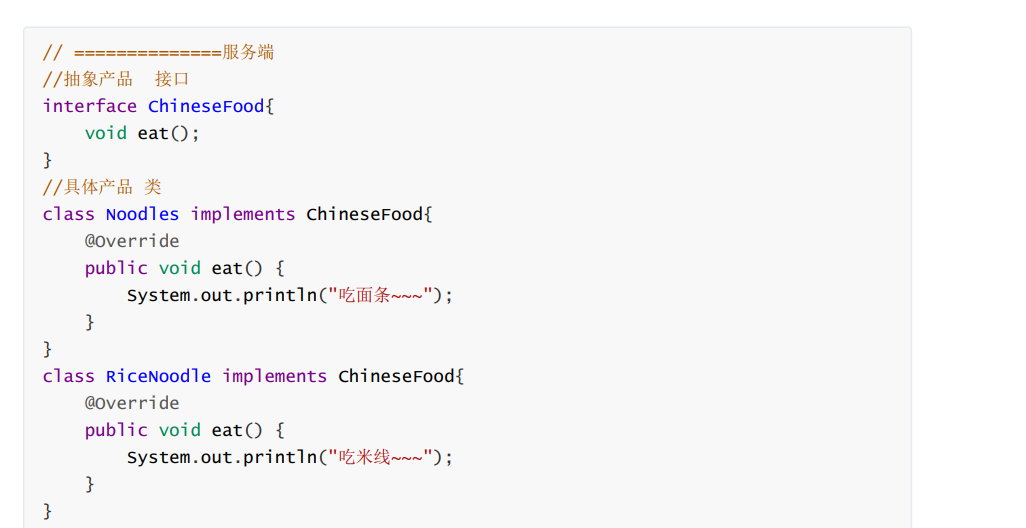 // ==============服务端
//抽象产品  接口
interface ChineseFood{
    void eat();
}
//具体产品 类
class Noodles implements ChineseFood{
    @Override
    public void eat() {
        System.out.println("吃面条~~~");
    }
}
class RiceNoodle implements ChineseFood{
    @Override
    public void eat() {
        System.out.println("吃米线~~~");
    }
}